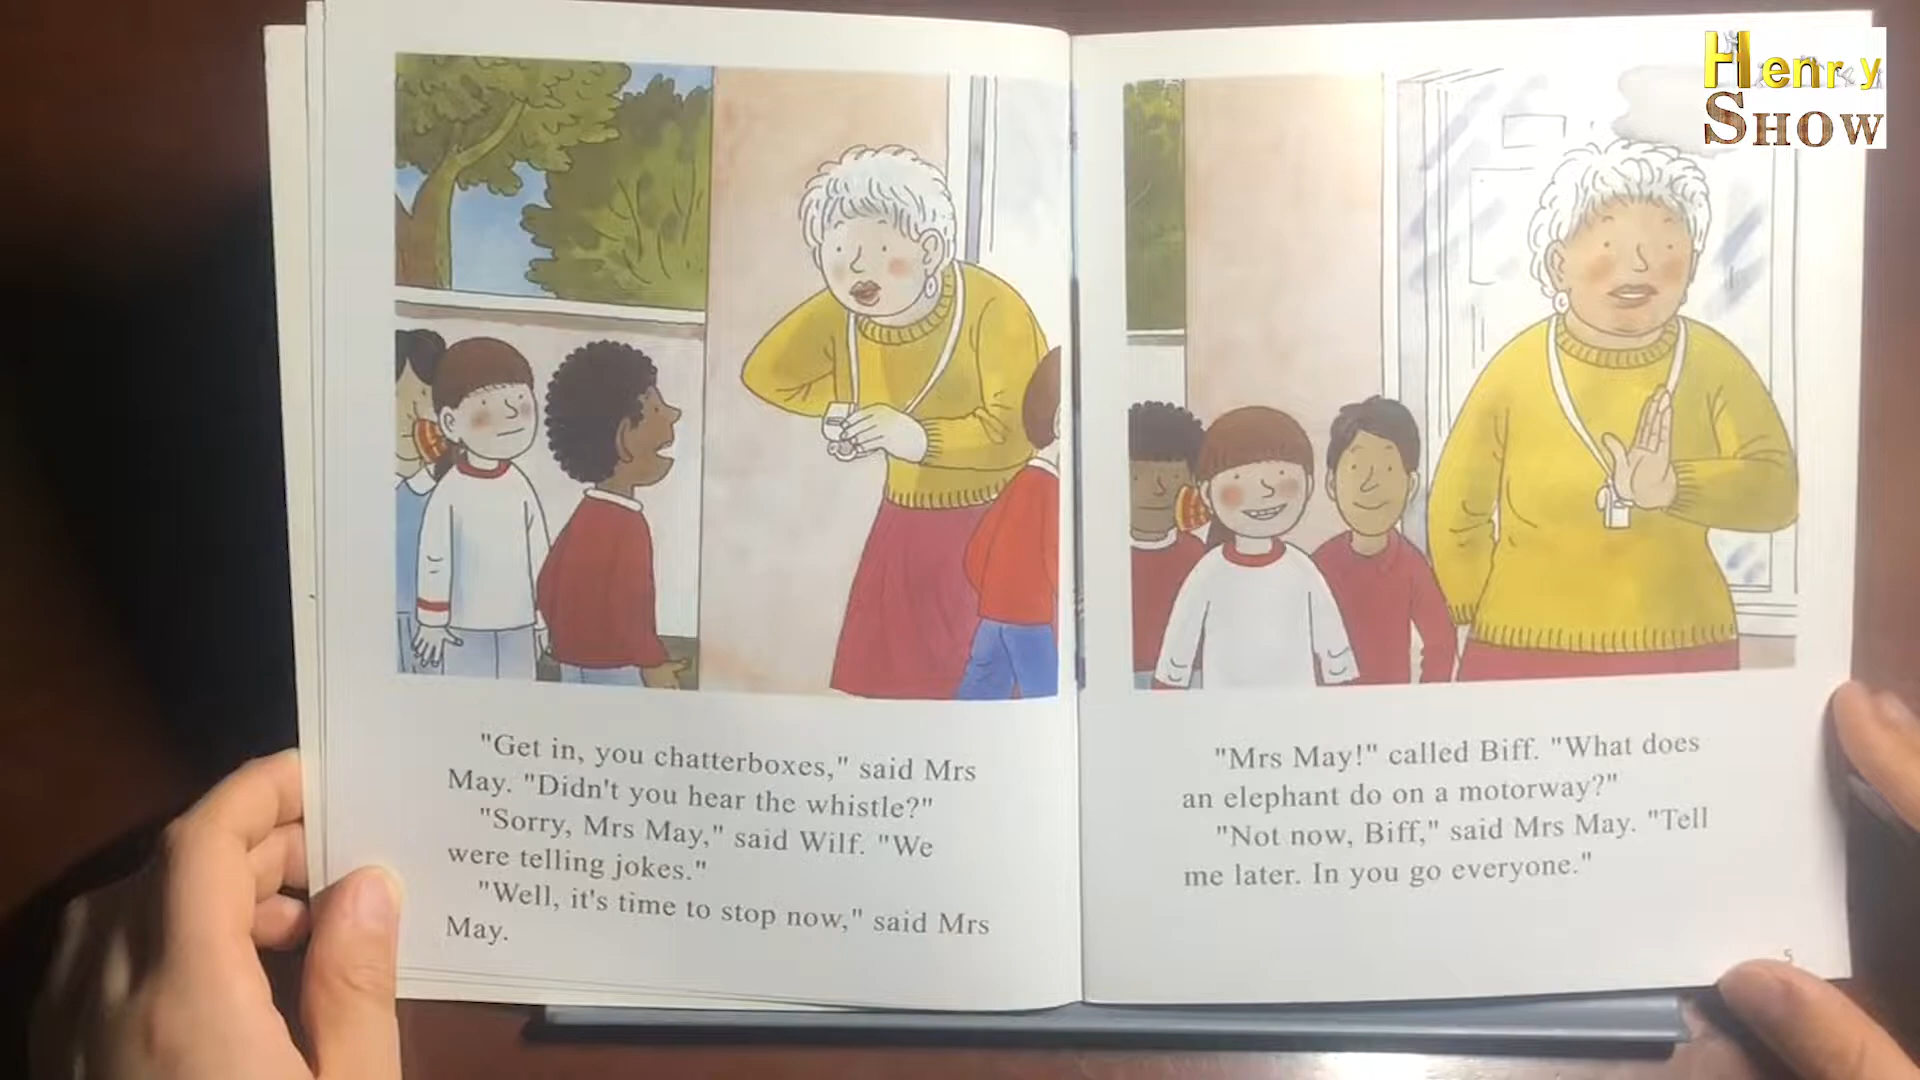 Henry
SHOW
"Get in, you chatterboxes," said Mrs
May. "Didn't you hear the whistle?"
"Sorry, Mrs May," said Wilf. "We
were telling jokes."
"Well, it's time to stop now," said Mrs
May.
"Mrs May!" called Biff. "What does
an elephant do on a motorway?"
"Not now, Biff," said Mrs May. "Tell
me later. In you go everyone."
5